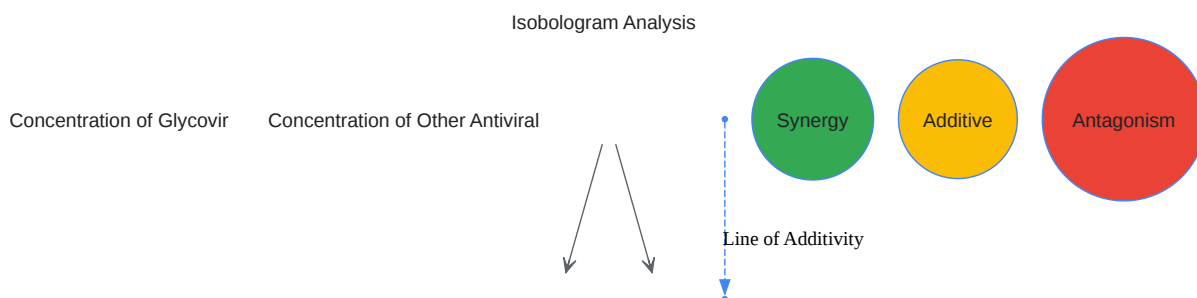 Isobologram Analysis
Concentration of Glycovir
Concentration of Other Antiviral
Synergy
Additive
Antagonism
Line of Additivity